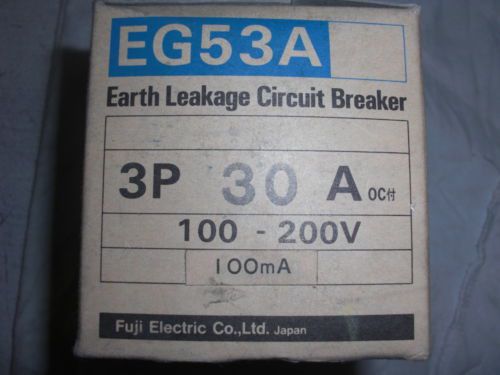 EG53A
Earth Leakage Circuit Breaker
3P 30 A OC付
100 - 200V
100mA
Fuji Electric Co.,Ltd. Japan